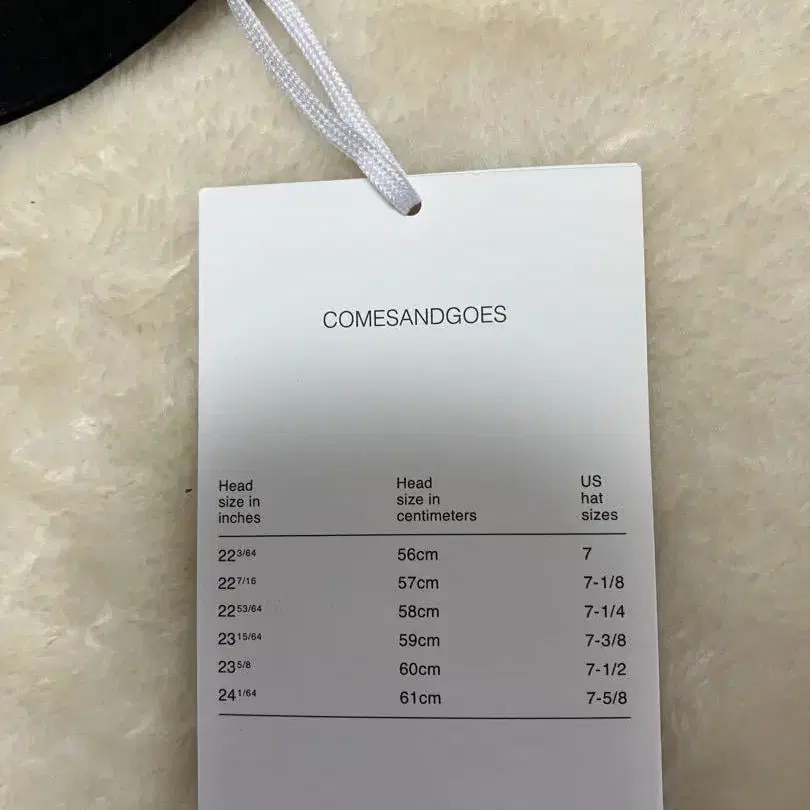 COMESANDGOES
Head size in inches Head size in centimeters US hat sizes
22 3/64 56cm 7
22 7/16 57cm 7-1/8
22 53/64 58cm 7-1/4
23 15/64 59cm 7-3/8
23 5/8 60cm 7-1/2
24 1/64 61cm 7-5/8